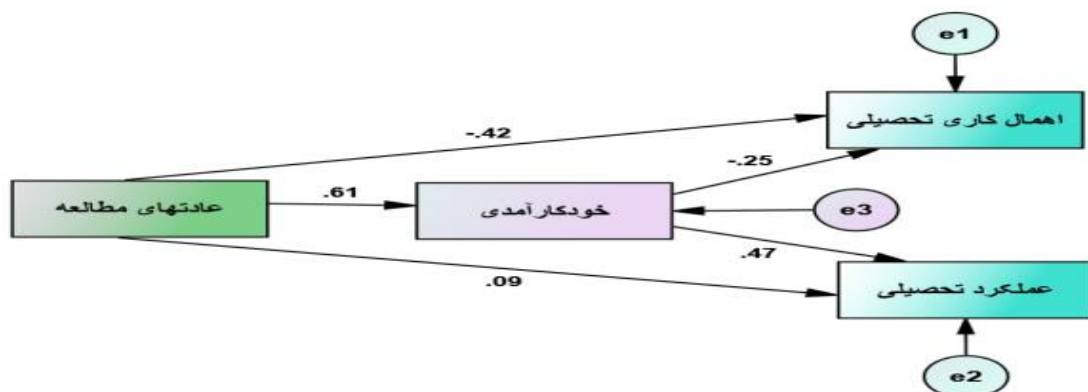 e1
اهمال کاری تحصیلی
-.42
-.25
عادتهای مطالعه
.61
خودکارآمدی
e3
.47
.09
عملکرد تحصیلی
e2